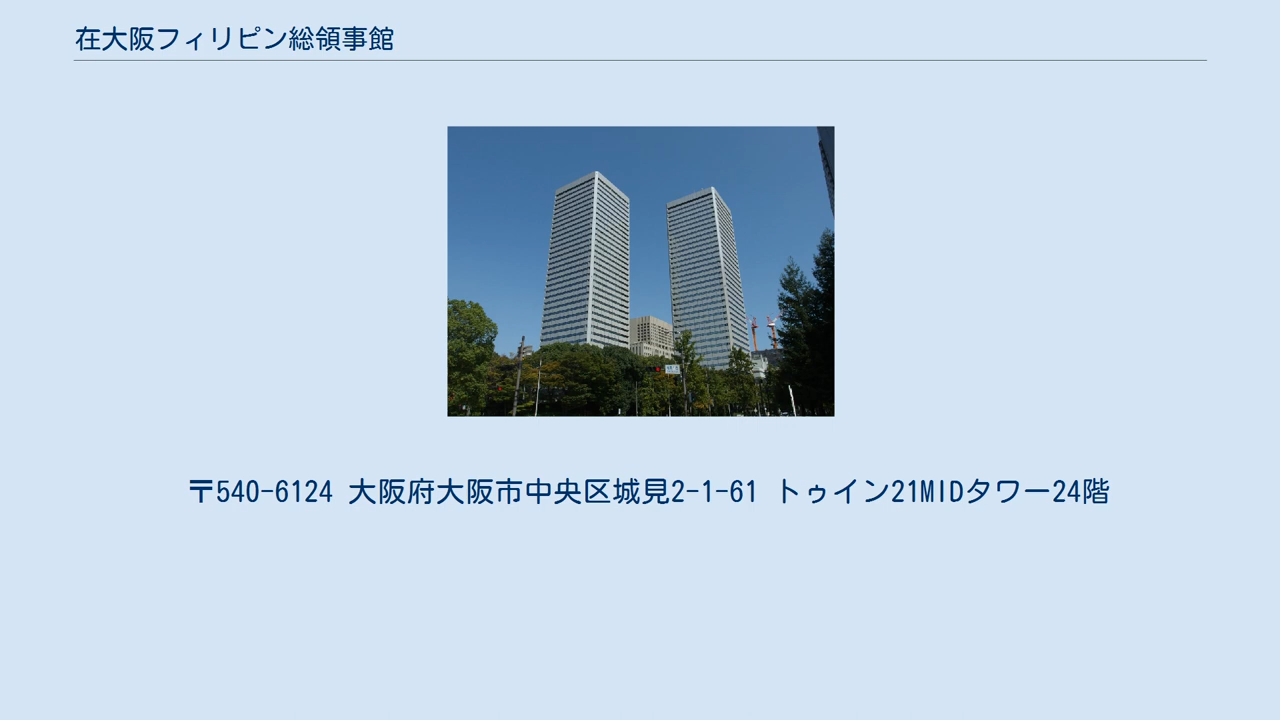 在大阪フィリピン総領事館
〒540-6124 大阪府大阪市中央区城見2-1-61 トゥイン21MIDタワー24階